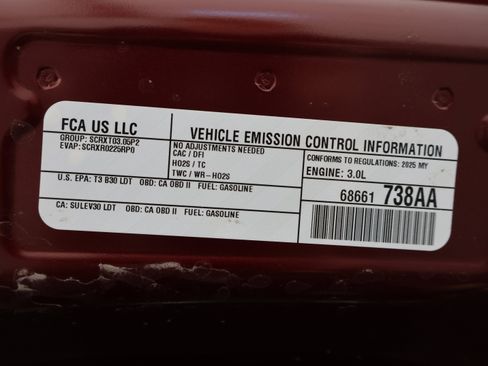 FCA US LLC
GROUP: SCRXT03.05P2
EVAP: SCRXR0225RP0
VEHICLE EMISSION CONTROL INFORMATION
NO ADJUSTMENTS NEEDED
CAC / DFI
HO2S / TC
TWC / WR-HO2S
CONFORMS TO REGULATIONS: 2025 MY
ENGINE: 3.0L
68661 738AA
U.S. EPA: T3 B30 LDT OBD: CA OBD II FUEL: GASOLINE
CA: SULEV30 LDT OBD: CA OBD II FUEL: GASOLINE